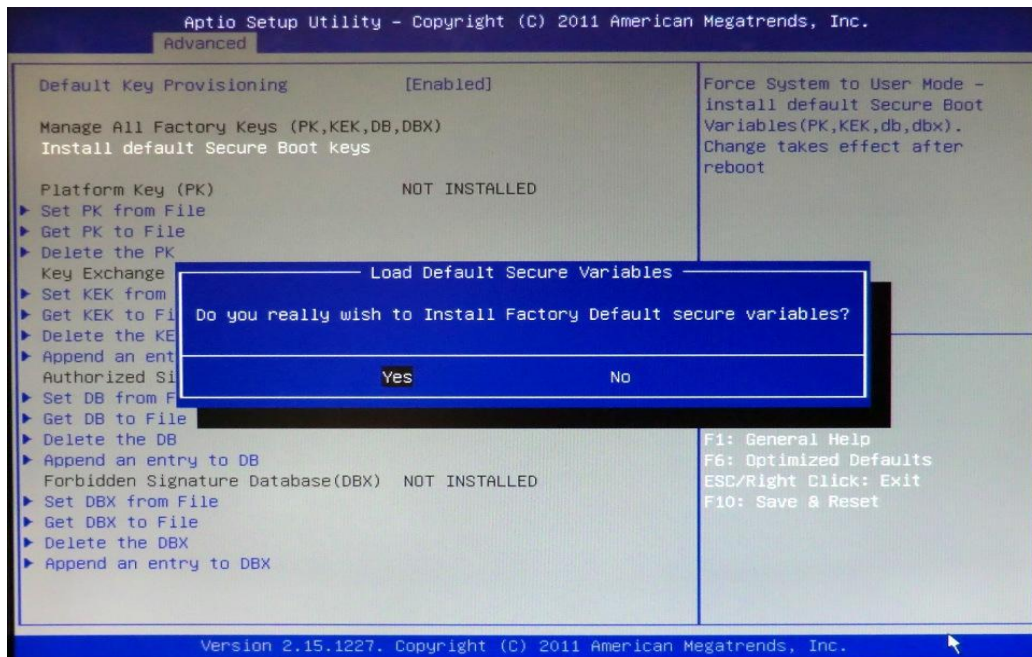 Aptio Setup Utility – Copyright (C) 2011 American Megatrends, Inc.
Advanced
Default Key Provisioning [Enabled]
Manage All Factory Keys (PK,KEK,DB,DBX)
Install default Secure Boot keys
Platform Key (PK) NOT INSTALLED
▶ Set PK from File
▶ Get PK to File
▶ Delete the PK
Key Exchange
▶ Set KEK from
▶ Get KEK to Fi
▶ Delete the KE
▶ Append an ent
Authorized Si
▶ Set DB from F
▶ Get DB to File
▶ Delete the DB
▶ Append an entry to DB
Forbidden Signature Database(DBX) NOT INSTALLED
▶ Set DBX from File
▶ Get DBX to File
▶ Delete the DBX
▶ Append an entry to DBX
Load Default Secure Variables
Do you really wish to Install Factory Default secure variables?
Yes No
Force System to User Mode –
install default Secure Boot
Variables(PK,KEK,db,dbx).
Change takes effect after
reboot
F1: General Help
F6: Optimized Defaults
ESC/Right Click: Exit
F10: Save & Reset
Version 2.15.1227. Copyright (C) 2011 American Megatrends, Inc.